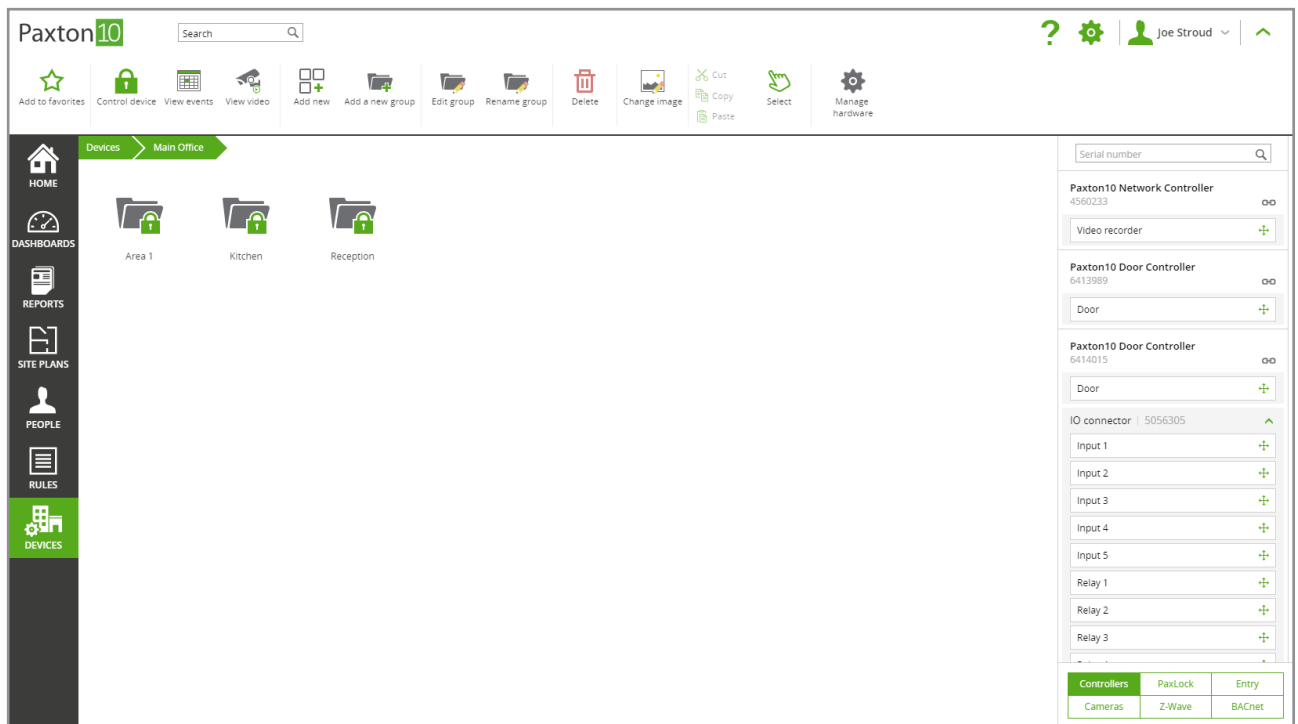 Paxton10
Search
Joe Stroud
Add to favorites
Control device
View events
View video
Add new
Add a new group
Edit group
Rename group
Delete
Change image
Cut
Copy
Paste
Select
Manage
hardware
HOME
DASHBOARDS
REPORTS
SITE PLANS
PEOPLE
RULES
DEVICES
Devices
Main Office
Area 1
Kitchen
Reception
Serial number
Paxton10 Network Controller
4560233
Video recorder
Paxton10 Door Controller
6413989
Door
Paxton10 Door Controller
6414015
Door
IO connector | 5056305
Input 1
Input 2
Input 3
Input 4
Input 5
Relay 1
Relay 2
Relay 3
Controllers
PaxLock
Entry
Cameras
Z-Wave
BACnet